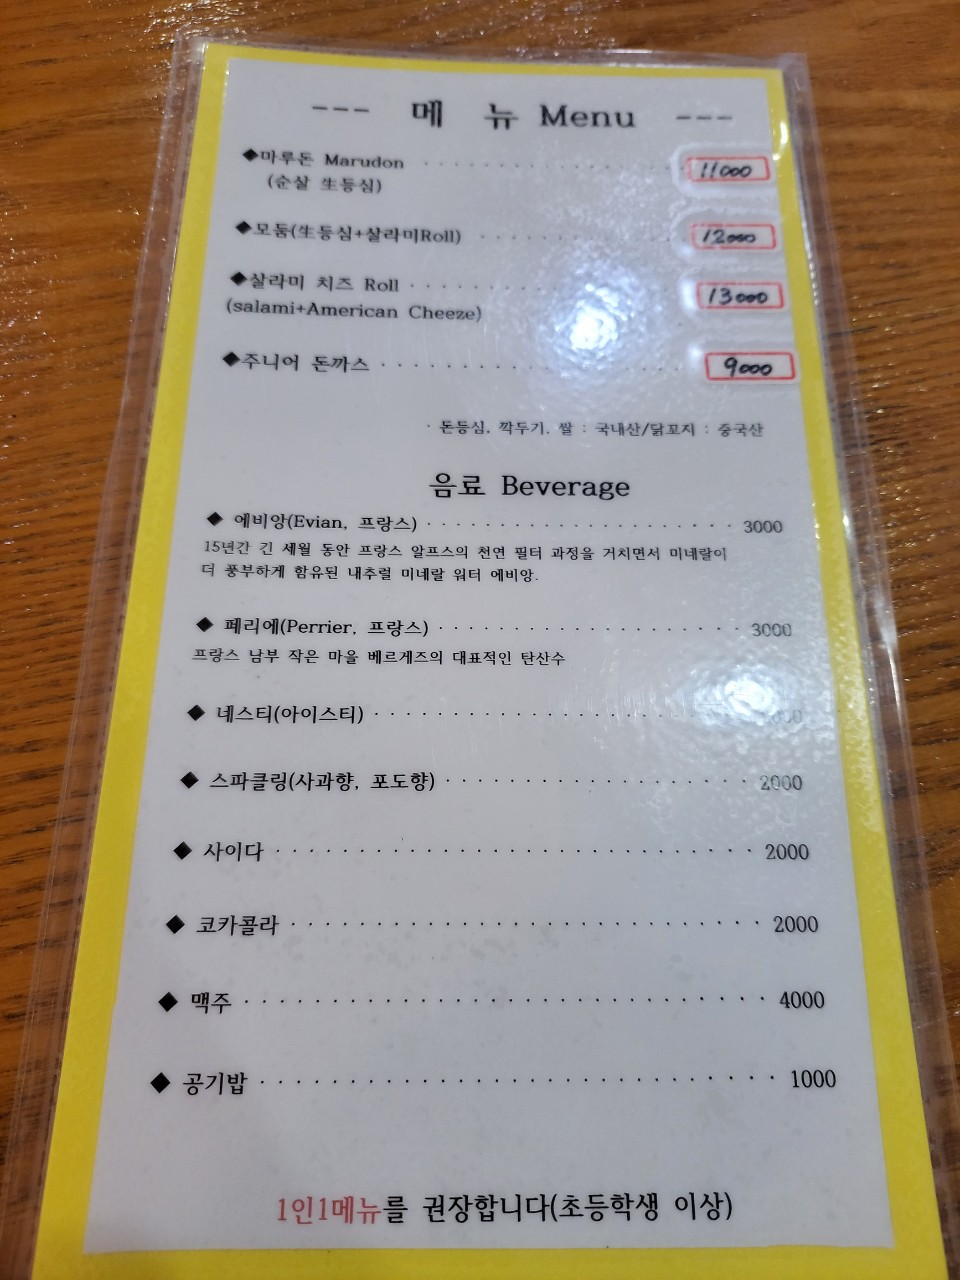 --- 메 뉴 Menu ---
◆마루돈 Marudon 11000
(순살 生등심)
◆모둠(生등심+살라미Roll) 12000
◆살라미 치즈 Roll 13000
(salami+American Cheeze)
◆주니어 돈까스 9000
· 돈등심, 깍두기, 쌀 : 국내산/닭꼬지 : 중국산
음료 Beverage
◆ 에비앙(Evian, 프랑스) 3000
15년간 긴 세월 동안 프랑스 알프스의 천연 필터 과정을 거치면서 미네랄이
더 풍부하게 함유된 내추럴 미네랄 워터 에비앙.
◆ 페리에(Perrier, 프랑스) 3000
프랑스 남부 작은 마을 베르게즈의 대표적인 탄산수
◆ 네스티(아이스티)
◆ 스파클링(사과향, 포도향) 2000
◆ 사이다 2000
◆ 코카콜라 2000
◆ 맥주 4000
◆ 공기밥 1000
1인1메뉴를 권장합니다(초등학생 이상)